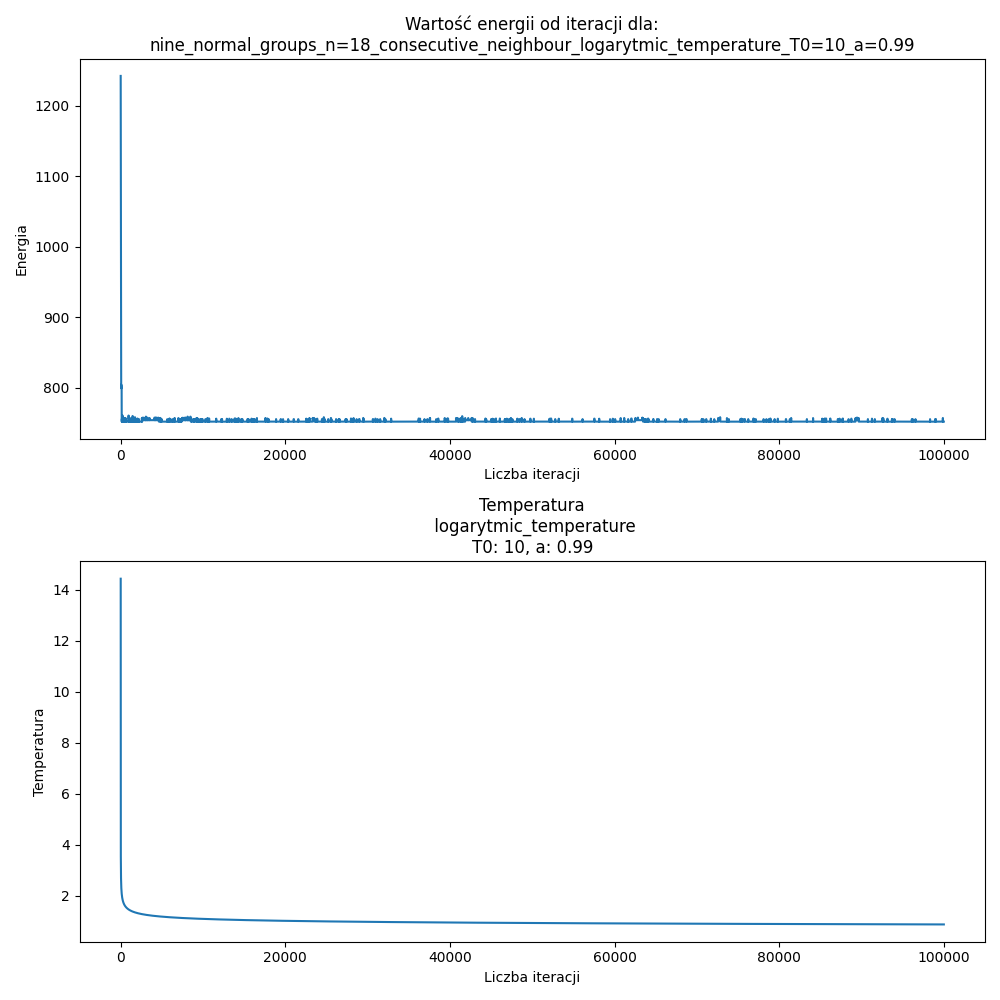 Wartość energii od iteracji dla:
nine_normal_groups_n=18_consecutive_neighbour_logarytmic_temperature_T0=10_a=0.99
1200
1100
1000
900
800
Energia
0 20000 40000 60000 80000 100000
Liczba iteracji
Temperatura
logarytmic_temperature
T0: 10, a: 0.99
14
12
10
8
6
4
2
Temperatura
0 20000 40000 60000 80000 100000
Liczba iteracji